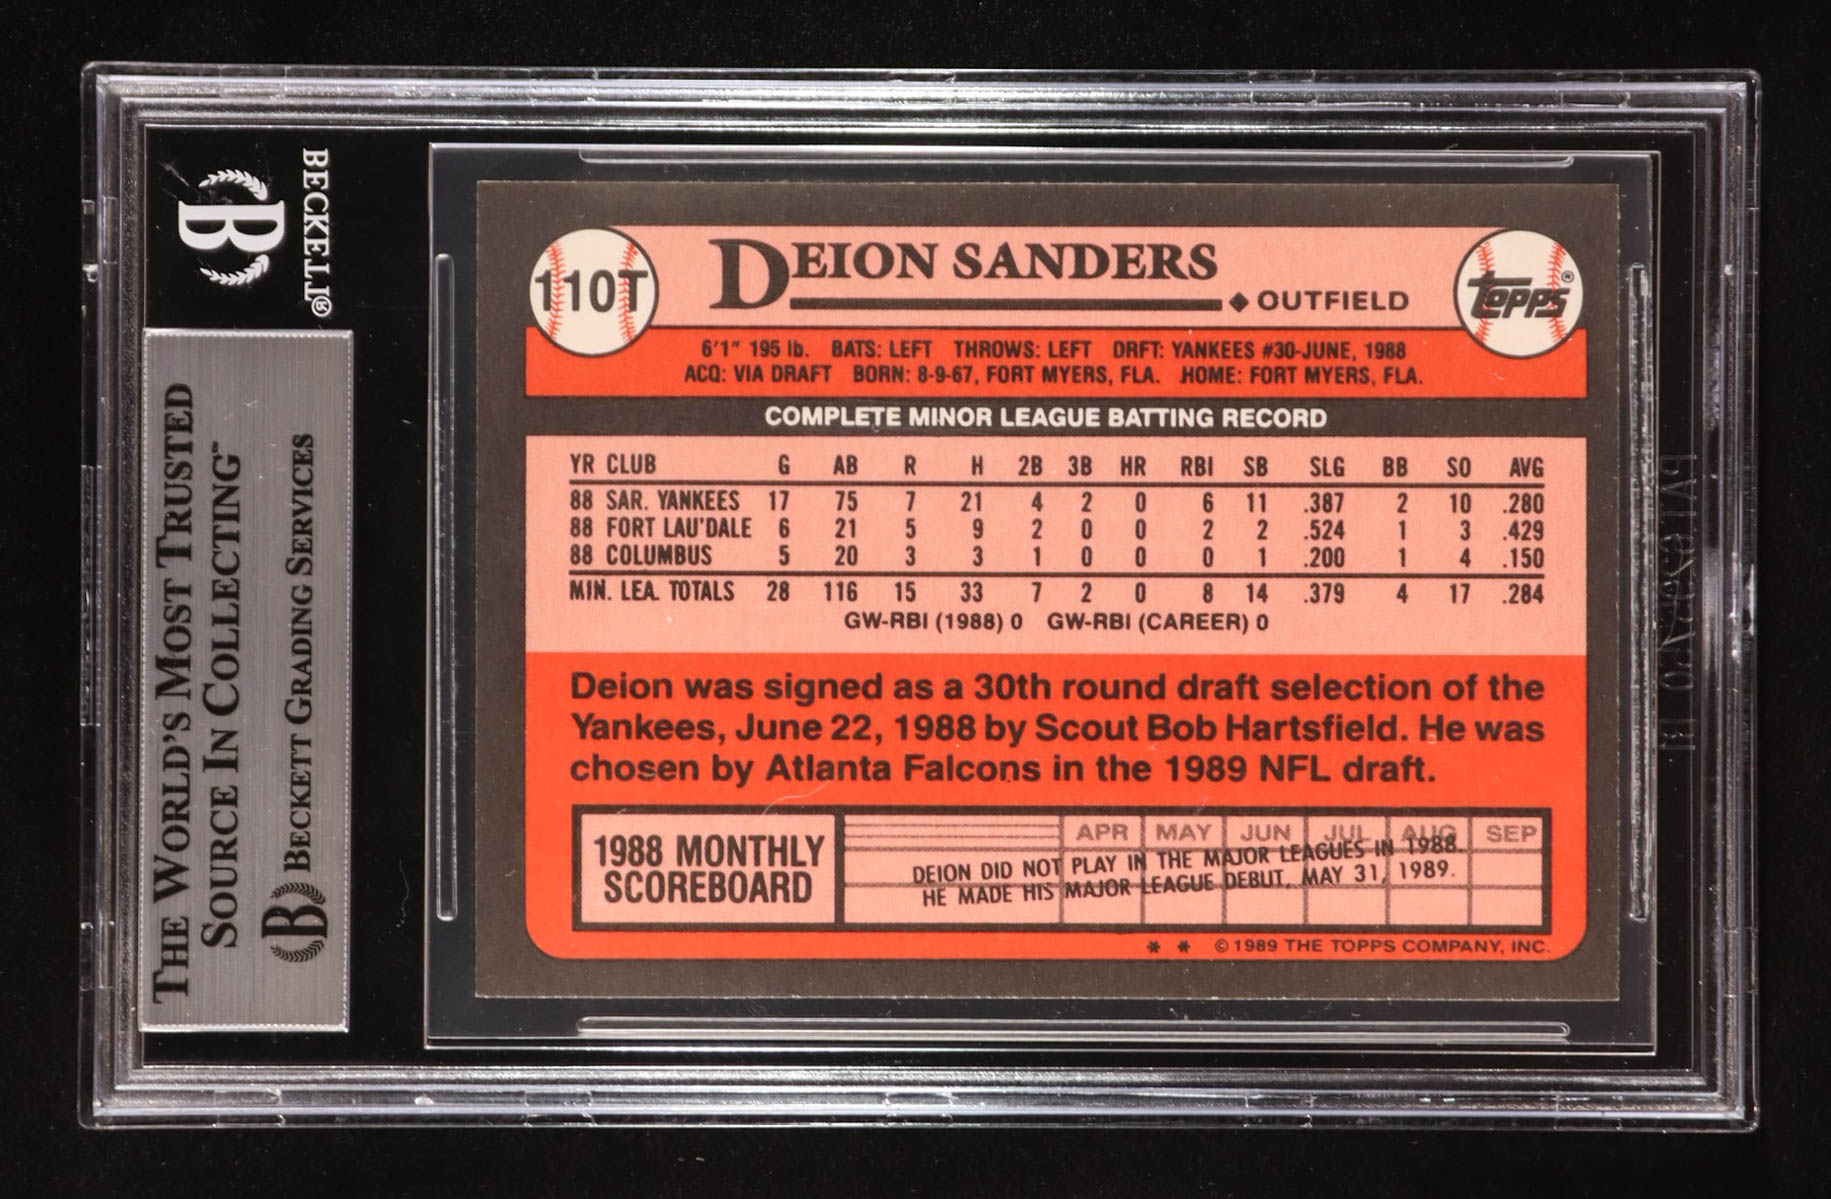 BECKETT®
B
THE WORLD'S MOST TRUSTED
SOURCE IN COLLECTING™
B BECKETT GRADING SERVICES
110T
DEION SANDERS
◆ OUTFIELD
TOPPS®
6'1" 195 lb. BATS: LEFT THROWS: LEFT DRFT: YANKEES #30-JUNE, 1988
ACQ: VIA DRAFT BORN: 8-9-67, FORT MYERS, FLA. HOME: FORT MYERS, FLA.
COMPLETE MINOR LEAGUE BATTING RECORD
YR CLUB G AB R H 2B 3B HR RBI SB SLG BB SO AVG
88 SAR. YANKEES 17 75 7 21 4 2 0 6 11 .387 2 10 .280
88 FORT LAU'DALE 6 21 5 9 2 0 0 2 2 .524 1 3 .429
88 COLUMBUS 5 20 3 3 1 0 0 0 1 .200 1 4 .150
MIN. LEA. TOTALS 28 116 15 33 7 2 0 8 14 .379 4 17 .284
GW-RBI (1988) 0 GW-RBI (CAREER) 0
Deion was signed as a 30th round draft selection of the
Yankees, June 22, 1988 by Scout Bob Hartsfield. He was
chosen by Atlanta Falcons in the 1989 NFL draft.
1988 MONTHLY
SCOREBOARD
APR MAY JUN JUL AUG SEP
DEION DID NOT PLAY IN THE MAJOR LEAGUES IN 1988.
HE MADE HIS MAJOR LEAGUE DEBUT, MAY 31, 1989.
* * © 1989 THE TOPPS COMPANY, INC.